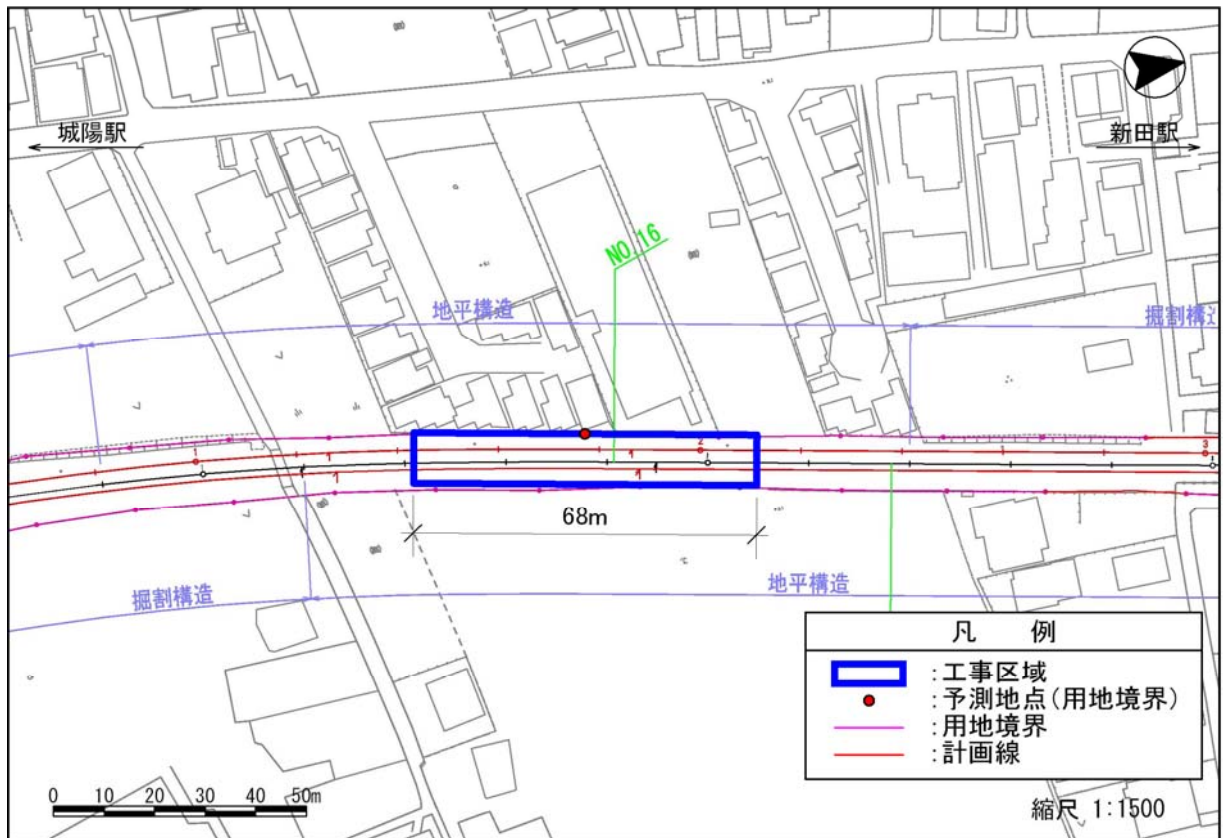 城陽駅
新田駅
NO.16
地平構造
掘割構
2
3
68m
掘割構造
地平構造
凡 例
:工事区域
:予測地点(用地境界)
:用地境界
:計画線
0 10 20 30 40 50m
縮尺 1:1500